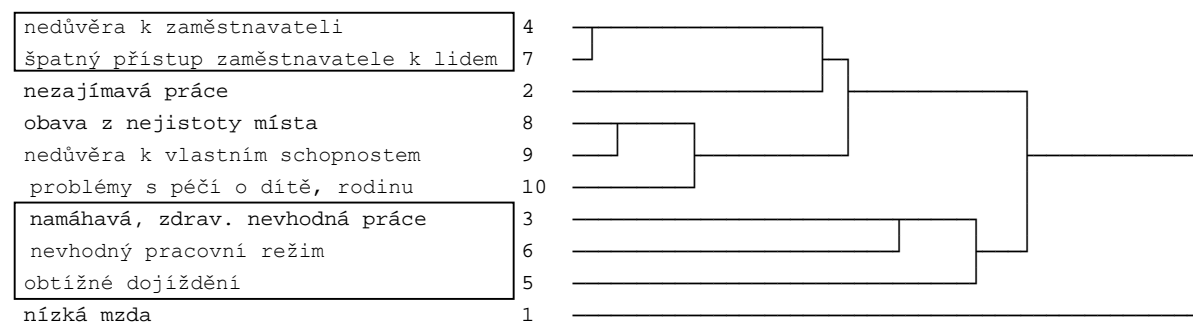 nedůvěra k zaměstnavateli 4
špatný přístup zaměstnavatele k lidem 7
nezajímavá práce 2
obava z nejistoty místa 8
nedůvěra k vlastním schopnostem 9
problémy s péčí o dítě, rodinu 10
namáhavá, zdrav. nevhodná práce 3
nevhodný pracovní režim 6
obtížné dojíždění 5
nízká mzda 1